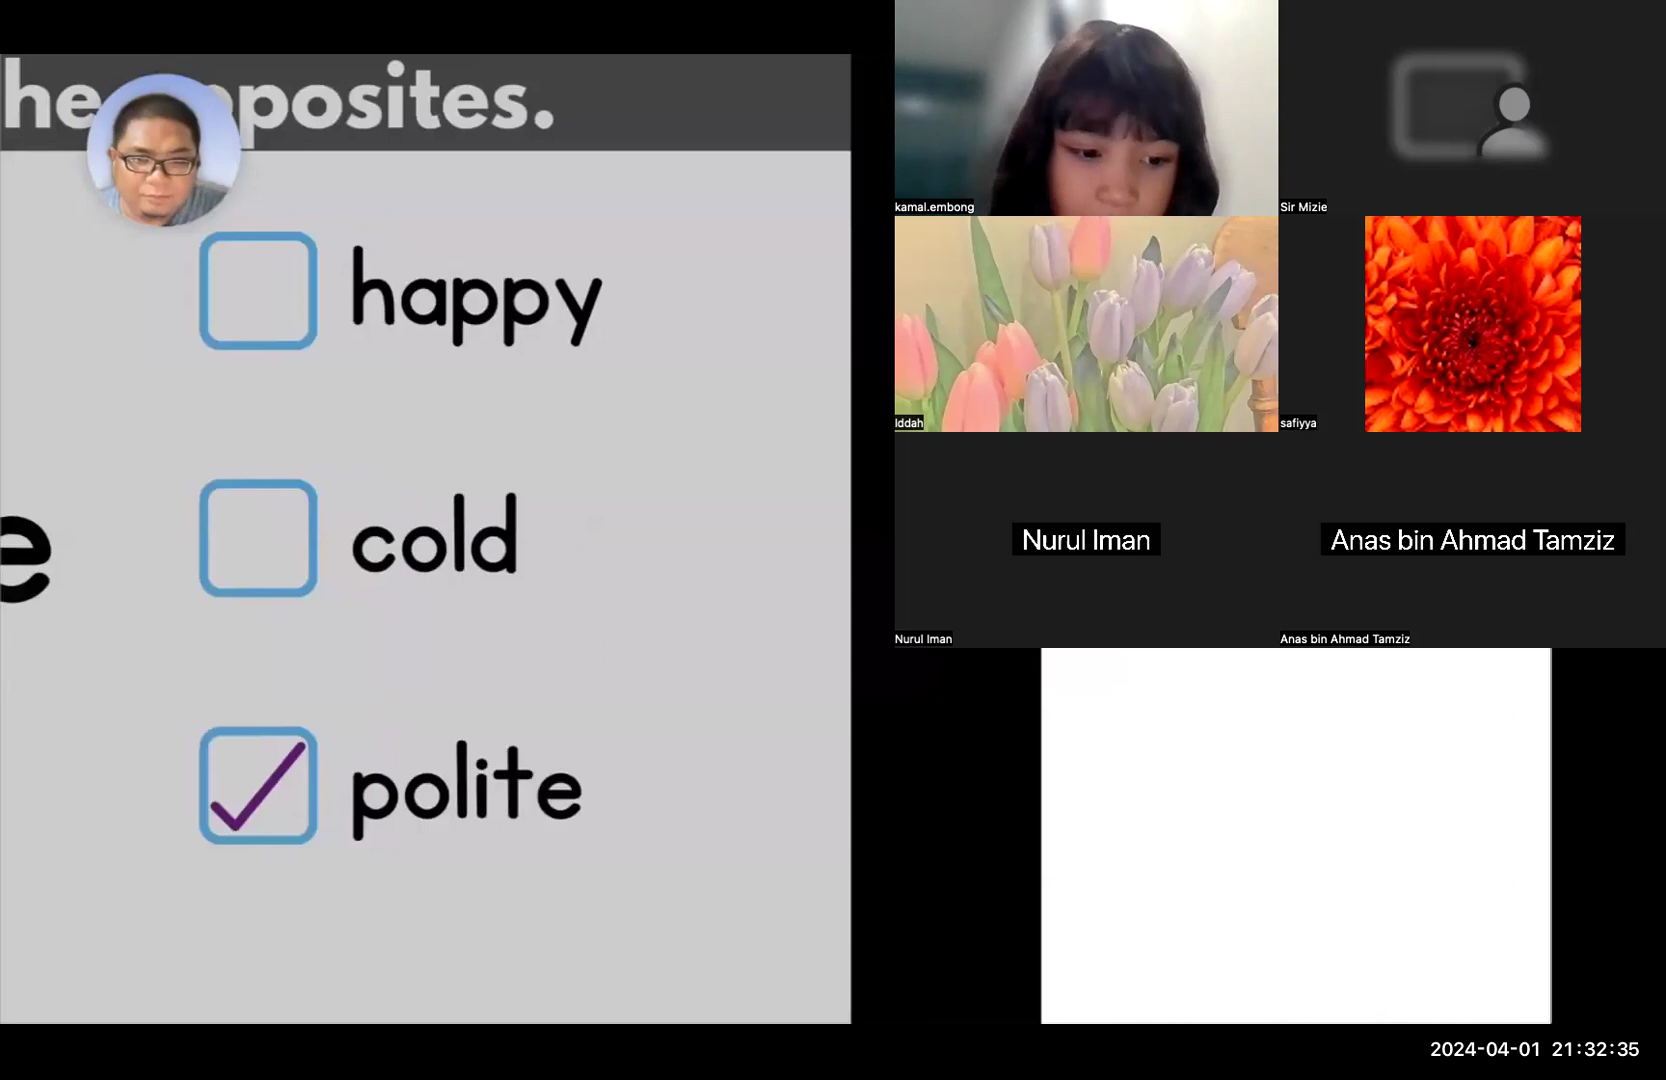 he opposites.
happy
cold
e
polite
kamal.embong
Sir Mizie
Iddah
safiyya
Nurul Iman
Anas bin Ahmad Tamziz
Nurul Iman
Anas bin Ahmad Tamziz
2024-04-01 21:32:35